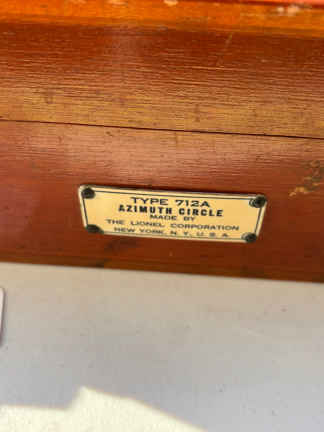 TYPE 712A
AZIMUTH CIRCLE
MADE BY
THE LIONEL CORPORATION
NEW YORK, N. Y., U. S. A.